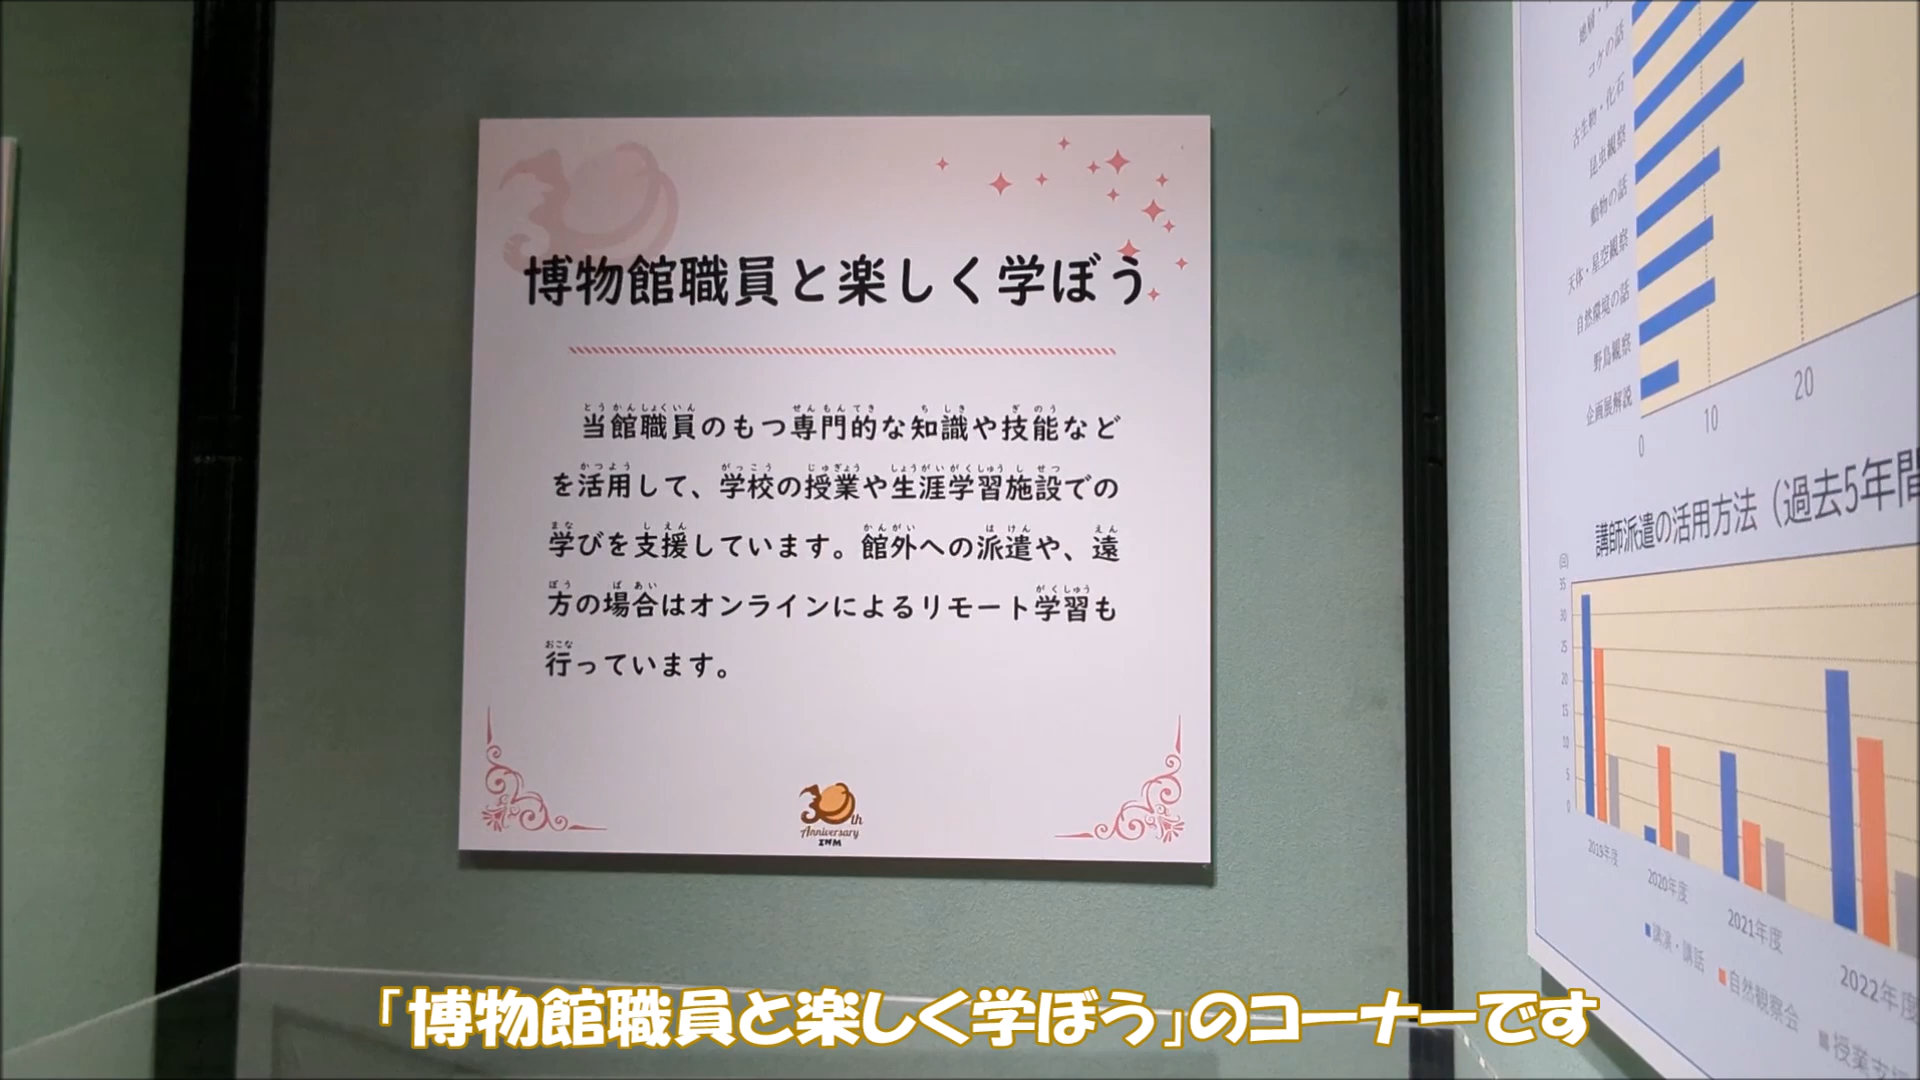 博物館職員と楽しく学ぼう
当館職員のもつ専門的な知識や技能など
を活用して、学校の授業や生涯学習施設での
学びを支援しています。館外への派遣や、遠
方の場合はオンラインによるリモート学習も
行っています。
30th
Anniversary
INM
コケの話
古生物・化石
昆虫観察
動物の話
天体・星空観察
自然環境の話
野鳥観察
企画展解説
0 10 20
講師派遣の活用方法（過去5年間
(回)
35
30
25
20
15
10
5
0
2019年度 2020年度 2021年度 2022年度
講演・講話 自然観察会
「博物館職員と楽しく学ぼう」のコーナーです